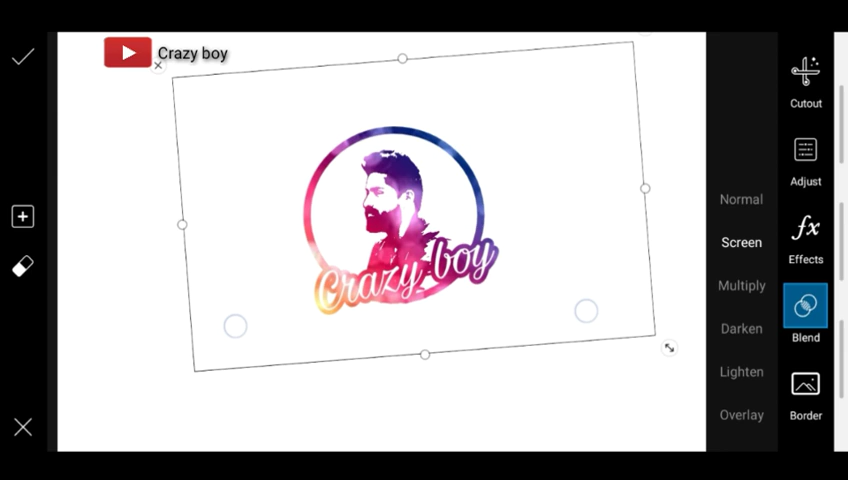 Crazy boy
Crazy boy
Cutout
Adjust
fx
Effects
Blend
Border
Normal
Screen
Multiply
Darken
Lighten
Overlay